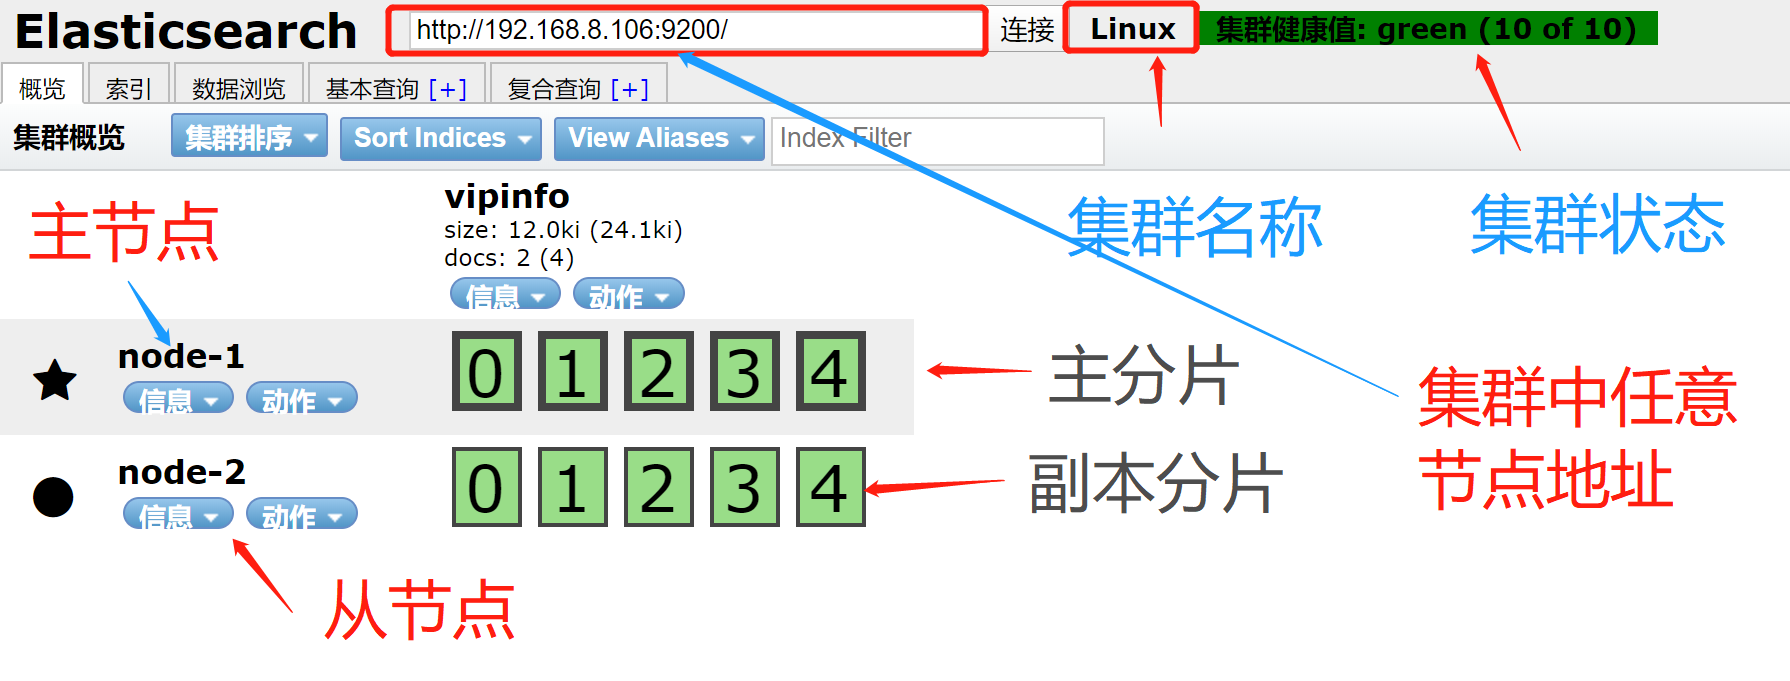 Elasticsearch http://192.168.8.106:9200/ 连接 Linux 集群健康值: green (10 of 10)
概览 索引 数据浏览 基本查询 [+] 复合查询 [+]
集群概览 集群排序 Sort Indices View Aliases Index Filter
vipinfo
size: 12.0ki (24.1ki)
docs: 2 (4)
信息 动作
主节点
集群名称
集群状态
node-1
信息 动作
0 1 2 3 4
主分片
集群中任意
节点地址
node-2
信息 动作
0 1 2 3 4
副本分片
从节点